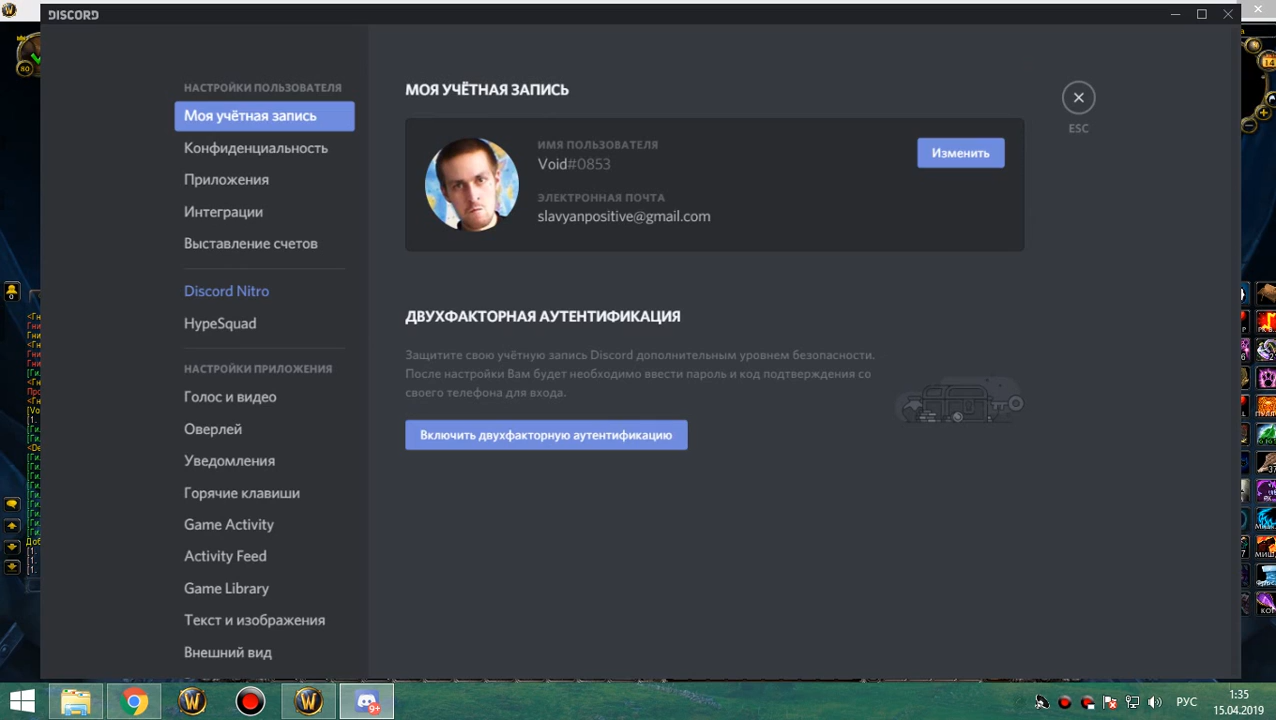 DISCORD
НАСТРОЙКИ ПОЛЬЗОВАТЕЛЯ
Моя учётная запись
Конфиденциальность
Приложения
Интеграции
Выставление счетов
Discord Nitro
HypeSquad
НАСТРОЙКИ ПРИЛОЖЕНИЯ
Голос и видео
Оверлей
Уведомления
Горячие клавиши
Game Activity
Activity Feed
Game Library
Текст и изображения
Внешний вид
МОЯ УЧЁТНАЯ ЗАПИСЬ
ИМЯ ПОЛЬЗОВАТЕЛЯ
Void#0853
ЭЛЕКТРОННАЯ ПОЧТА
slavyanpositive@gmail.com
Изменить
ESC
ДВУХФАКТОРНАЯ АУТЕНТИФИКАЦИЯ
Защитите свою учётную запись Discord дополнительным уровнем безопасности.
После настройки Вам будет необходимо ввести пароль и код подтверждения со
своего телефона для входа.
Включить двухфакторную аутентификацию
9+
РУС
1:35
15.04.2019